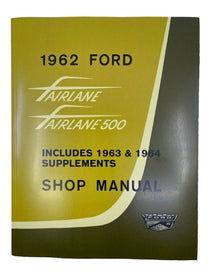 1962 FORD
FAIRLANE
FAIRLANE 500
INCLUDES 1963 & 1964
SUPPLEMENTS
SHOP MANUAL